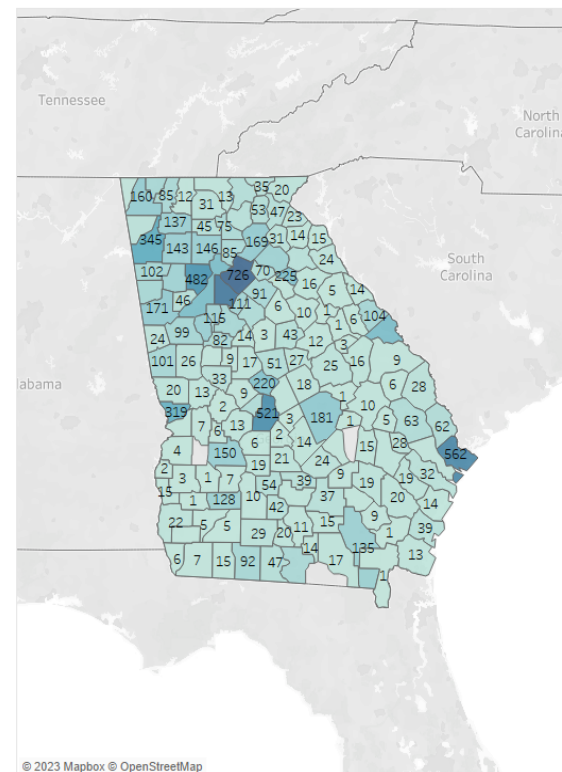 Tennessee
North
Carolina
35 20
160 85 12 31 13
53 47 23
137 45 75
345 143 146 169 31 14 15
85 24
102 482 726 70 225 16 5 14
South
Carolina
171 46 111 91 6 10 1 6 104
115 1
24 99 82 14 3 43 12 3
101 26 9 17 51 27 25 16 9
labama
20 13 33 9 220 18 1 6 28
319 2 521 3 181 10 5 63 62
7 6 13 2 14 1
4 150 6 15 28 562
2 19 21 24 19 32
15 3 1 7 54 39 9 19 20
1 128 10 42 37 14
22 5 5 29 20 11 15 9 1 39
6 7 15 92 47 14 17 135 13
1
© 2023 Mapbox © OpenStreetMap